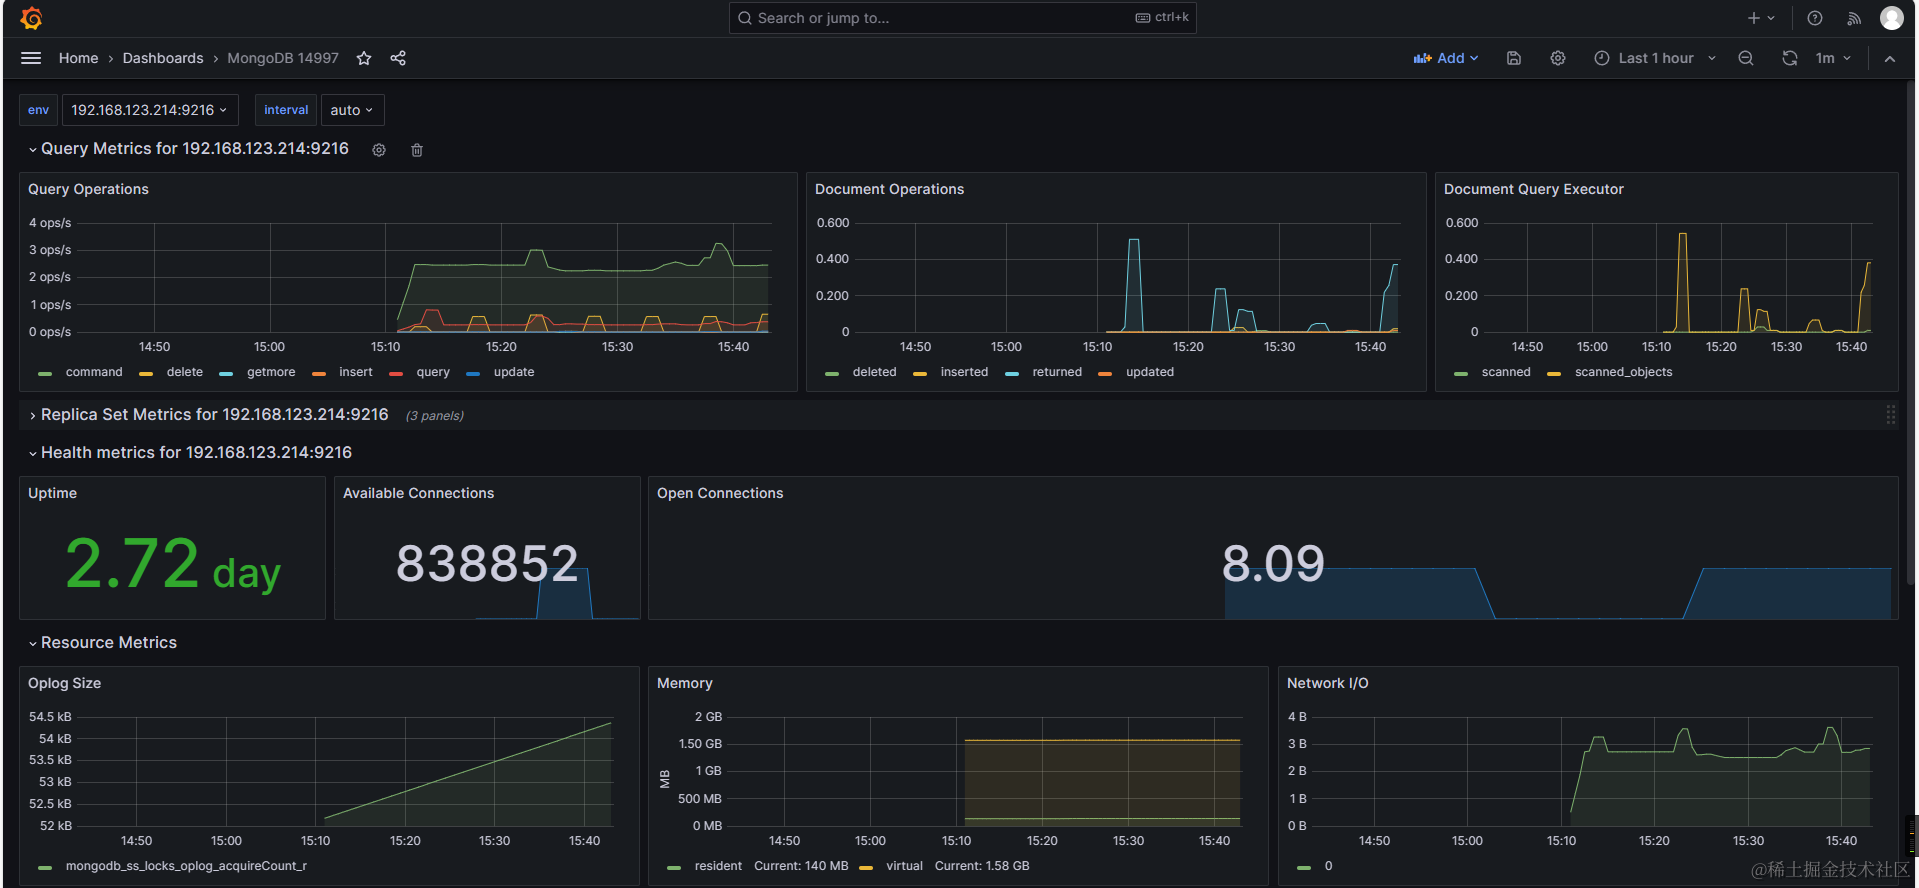 Search or jump to... ctrl+k
Home › Dashboards › MongoDB 14997 Add Last 1 hour 1m
env 192.168.123.214:9216 interval auto
Query Metrics for 192.168.123.214:9216
Query Operations
4 ops/s
3 ops/s
2 ops/s
1 ops/s
0 ops/s
14:50 15:00 15:10 15:20 15:30 15:40
command delete getmore insert query update
Document Operations
0.600
0.400
0.200
0
14:50 15:00 15:10 15:20 15:30 15:40
deleted inserted returned updated
Document Query Executor
0.600
0.400
0.200
0
14:50 15:00 15:10 15:20 15:30 15:40
scanned scanned_objects
Replica Set Metrics for 192.168.123.214:9216 (3 panels)
Health metrics for 192.168.123.214:9216
Uptime
2.72 day
Available Connections
838852
Open Connections
8.09
Resource Metrics
Oplog Size
54.5 kB
54 kB
53.5 kB
53 kB
52.5 kB
52 kB
14:50 15:00 15:10 15:20 15:30 15:40
mongodb_ss_locks_oplog_acquireCount_r
Memory
MB
2 GB
1.50 GB
1 GB
500 MB
0 MB
14:50 15:00 15:10 15:20 15:30 15:40
resident Current: 140 MB virtual Current: 1.58 GB
Network I/O
4 B
3 B
2 B
1 B
0 B
14:50 15:00 15:10 15:20 15:30 15:40
0
@稀土掘金技术社区